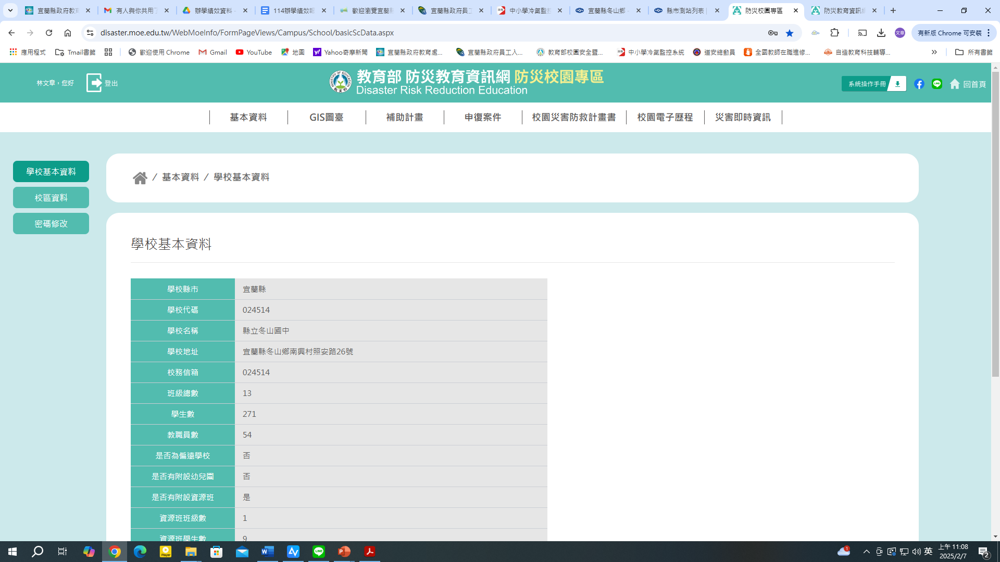 宜蘭縣政府教
有人與你共用了
辦學績效資料 -
114辦學績效報
歡迎瀏覽宜蘭
宜蘭縣政府員工
中小學冷氣監控
宜蘭縣冬山鄉 -
縣市測站列表
防災校園專區
防災教育資訊
disaster.moe.edu.tw/WebMoeInfo/FormPageViews/Campus/School/basicScData.aspx
文章
有新版 Chrome 可安裝
應用程式
Tmail書籤
歡迎使用 Chrome
Gmail
YouTube
地圖
Yahoo奇摩新聞
宜蘭縣政府教育處...
宜蘭縣政府員工入...
教育部校園安全暨...
中小學冷氣監控系統
道安總動員
全國教師在職進修...
自造教育科技輔導...
所有書籤
林文章，您好
登出
教育部 防災教育資訊網 防災校園專區
Disaster Risk Reduction Education
系統操作手冊
回首頁
基本資料
GIS圖臺
補助計畫
申復案件
校園災害防救計畫書
校園電子歷程
災害即時資訊
學校基本資料
校區資料
密碼修改
/ 基本資料 / 學校基本資料
學校基本資料
學校縣市 宜蘭縣
學校代碼 024514
學校名稱 縣立冬山國中
學校地址 宜蘭縣冬山鄉南興村照安路26號
校務信箱 024514
班級總數 13
學生數 271
教職員數 54
是否為偏遠學校 否
是否有附設幼兒園 否
是否有附設資源班 是
資源班班級數 1
資源班學生數 9
英
上午 11:08
2025/2/7